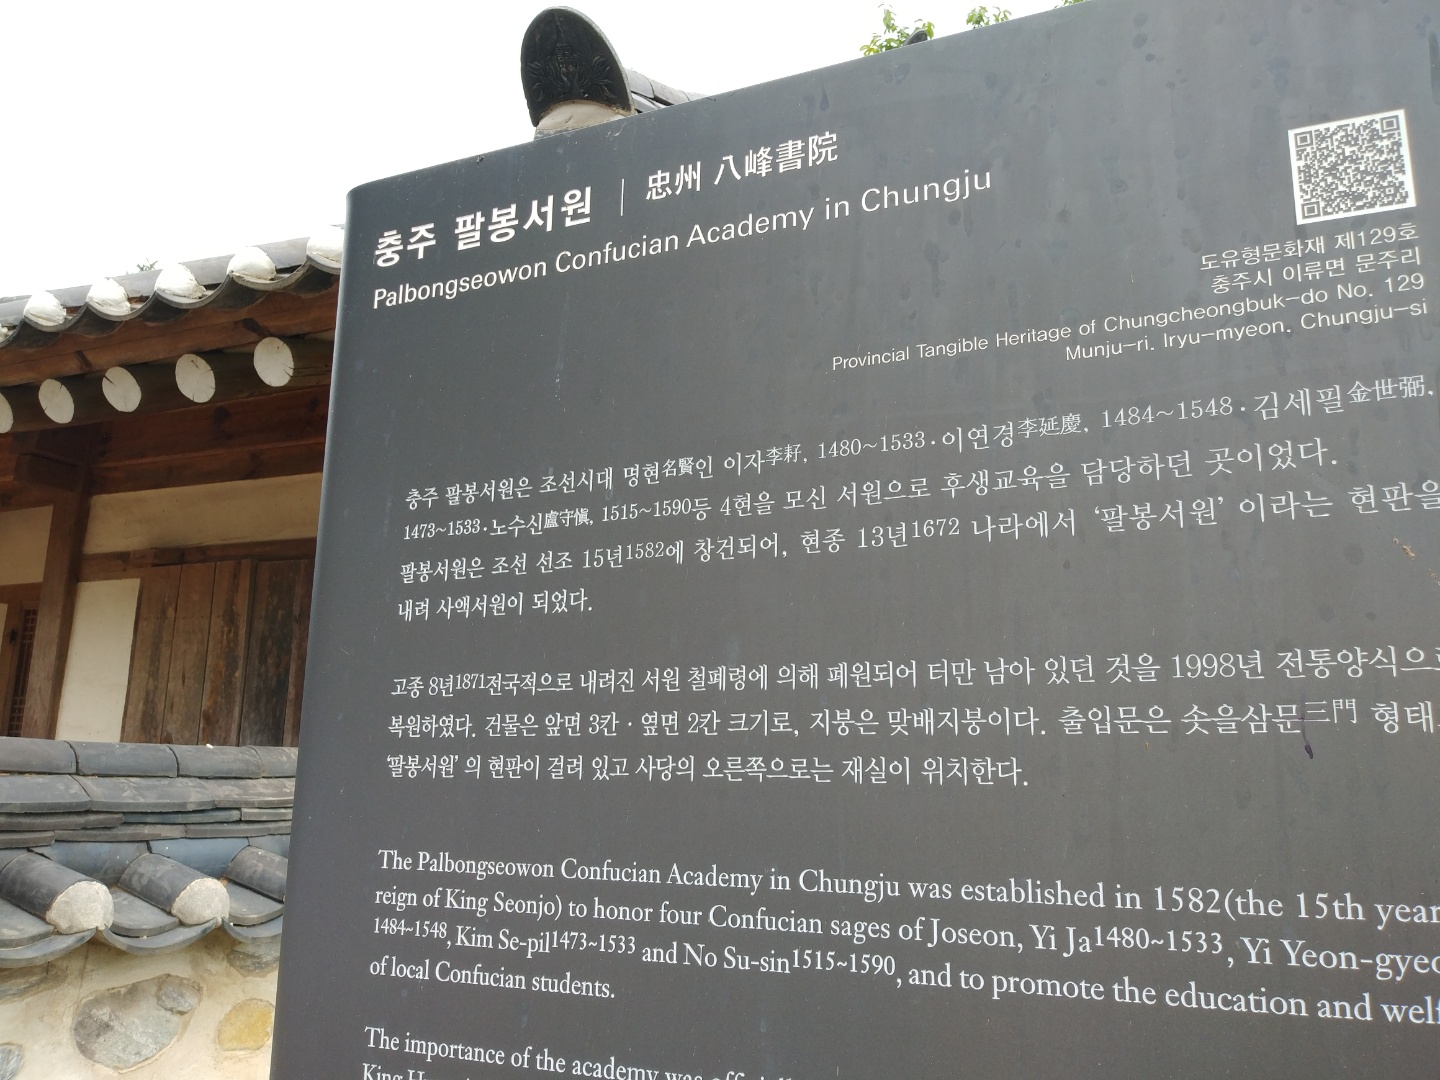 충주 팔봉서원 | 忠州 八峰書院
Palbongseowon Confucian Academy in Chungju
도유형문화재 제129호
충주시 이류면 문주리
Provincial Tangible Heritage of Chungcheongbuk-do No. 129
Munju-ri. Iryu-myeon. Chungju-si
충주 팔봉서원은 조선시대 명현名賢인 이자李耔, 1480~1533·이연경李延慶, 1484~1548·김세필金世弼,
1473~1533·노수신盧守愼, 1515~1590등 4현을 모신 서원으로 후생교육을 담당하던 곳이었다.
팔봉서원은 조선 선조 15년1582에 창건되어, 현종 13년1672 나라에서 '팔봉서원' 이라는 현판을
내려 사액서원이 되었다.
고종 8년1871전국적으로 내려진 서원 철폐령에 의해 폐원되어 터만 남아 있던 것을 1998년 전통양식으
복원하였다. 건물은 앞면 3칸 · 옆면 2칸 크기로, 지붕은 맞배지붕이다. 출입문은 솟을삼문三門 형태
'팔봉서원' 의 현판이 걸려 있고 사당의 오른쪽으로는 재실이 위치한다.
The Palbongseowon Confucian Academy in Chungju was established in 1582(the 15th year
reign of King Seonjo) to honor four Confucian sages of Joseon, Yi Ja1480~1533, Yi Yeon-gyeo
1484~1548, Kim Se-pil1473~1533 and No Su-sin1515~1590, and to promote the education and welf
of local Confucian students.
The importance of the academy was
King